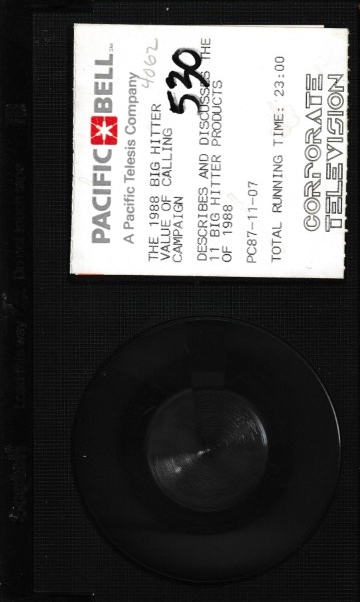 PACIFIC BELL SM
A Pacific Telesis Company
4062
530
THE 1988 BIG HITTER
VALUE OF CALLING
CAMPAIGN
DESCRIBES AND DISCUSSES THE
11 BIG HITTER PRODUCTS
OF 1988
PC87-11-07
TOTAL RUNNING TIME: 23:00
CORPORATE
TELEVISION